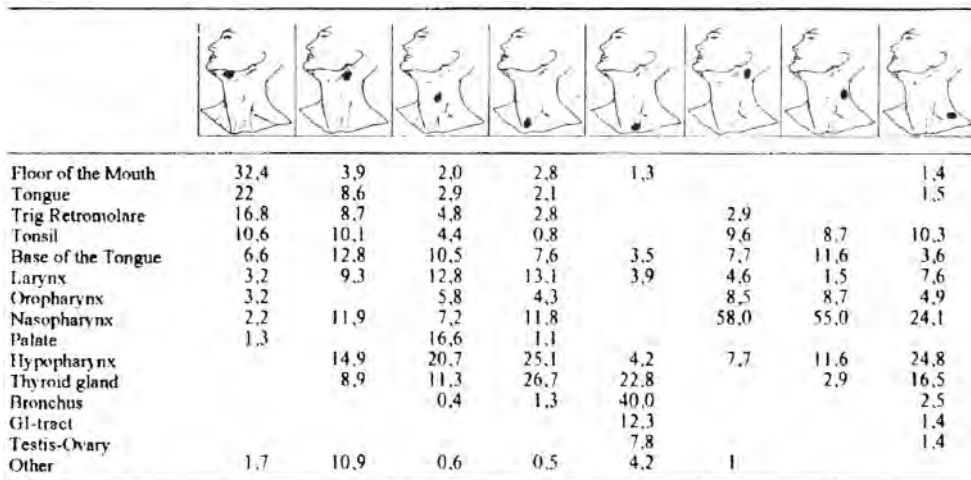 Floor of the Mouth 32,4 3,9 2,0 2,8 1,3 1,4
Tongue 22 8,6 2,9 2,1 1,5
Trig Retromolare 16,8 8,7 4,8 2,8 2,9
Tonsil 10,6 10,1 4,4 0,8 9,6 8,7 10,3
Base of the Tongue 6,6 12,8 10,5 7,6 3,5 7,7 11,6 3,6
Larynx 3,2 9,3 12,8 13,1 3,9 4,6 1,5 7,6
Oropharynx 3,2 5,8 4,3 8,5 8,7 4,9
Nasopharynx 2,2 11,9 7,2 11,8 58,0 55,0 24,1
Palate 1,3 16,6 1,1
Hypopharynx 14,9 20,7 25,1 4,2 7,7 11,6 24,8
Thyroid gland 8,9 11,3 26,7 22,8 2,9 16,5
Bronchus 0,4 1,3 40,0 2,5
GI-tract 12,3 1,4
Testis-Ovary 7,8 1,4
Other 1,7 10,9 0,6 0,5 4,2 1